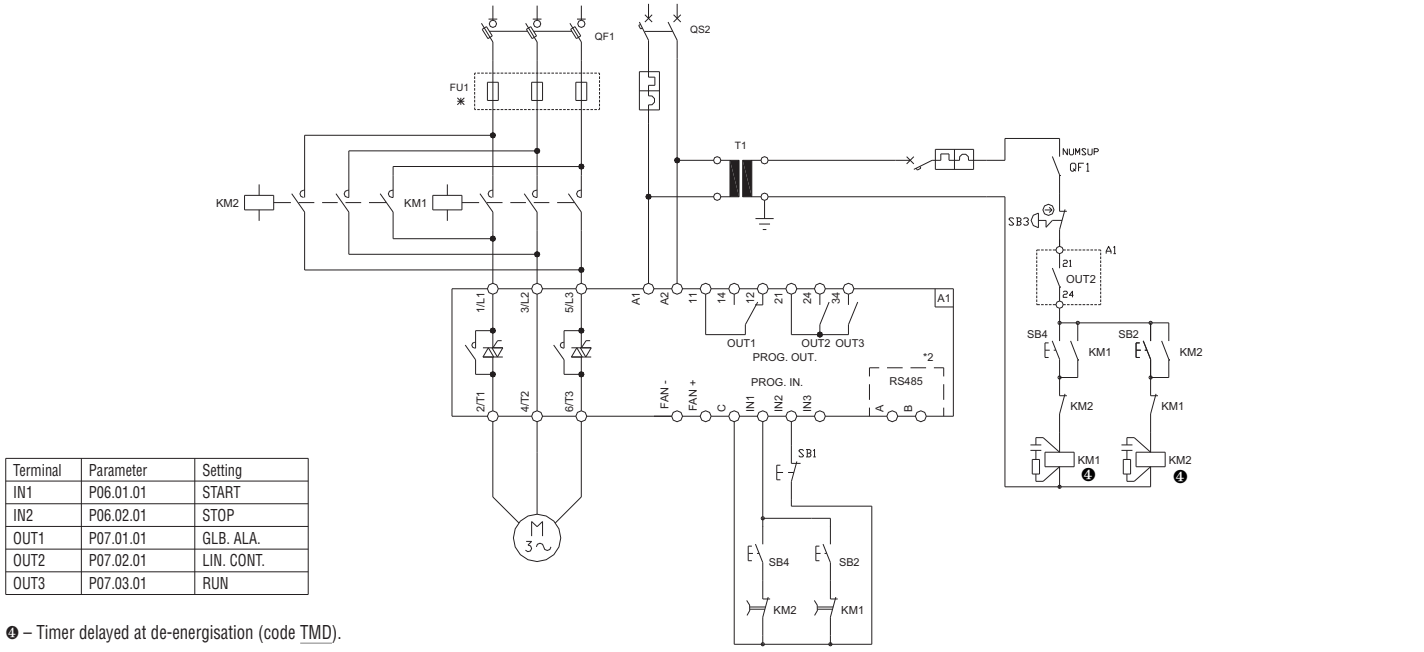 QF1
QS2
FU1
*
T1
NUMSUP
QF1
KM2
KM1
SB3
A1
21
OUT2
24
1/L1
3/L2
5/L3
A1
A2
11
14
12
21
24
34
A1
OUT1
OUT2
OUT3
PROG. OUT.
*2
PROG. IN.
RS485
SB4
KM1
SB2
KM2
2/T1
4/T2
6/T3
FAN -
FAN +
C
IN1
IN2
IN3
A
B
KM2
KM1
SB1
KM1
❹
KM2
❹
M
3~
SB4
SB2
KM2
KM1
Terminal Parameter Setting
IN1 P06.01.01 START
IN2 P06.02.01 STOP
OUT1 P07.01.01 GLB. ALA.
OUT2 P07.02.01 LIN. CONT.
OUT3 P07.03.01 RUN
❹ – Timer delayed at de-energisation (code TMD).